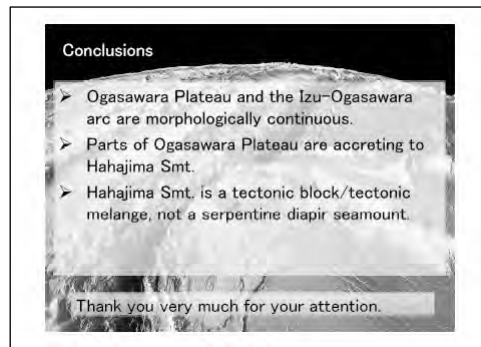 Conclusions
➢ Ogasawara Plateau and the Izu-Ogasawara
arc are morphologically continuous.
➢ Parts of Ogasawara Plateau are accreting to
Hahajima Smt.
➢ Hahajima Smt. is a tectonic block/tectonic
melange, not a serpentine diapir seamount.
Thank you very much for your attention.